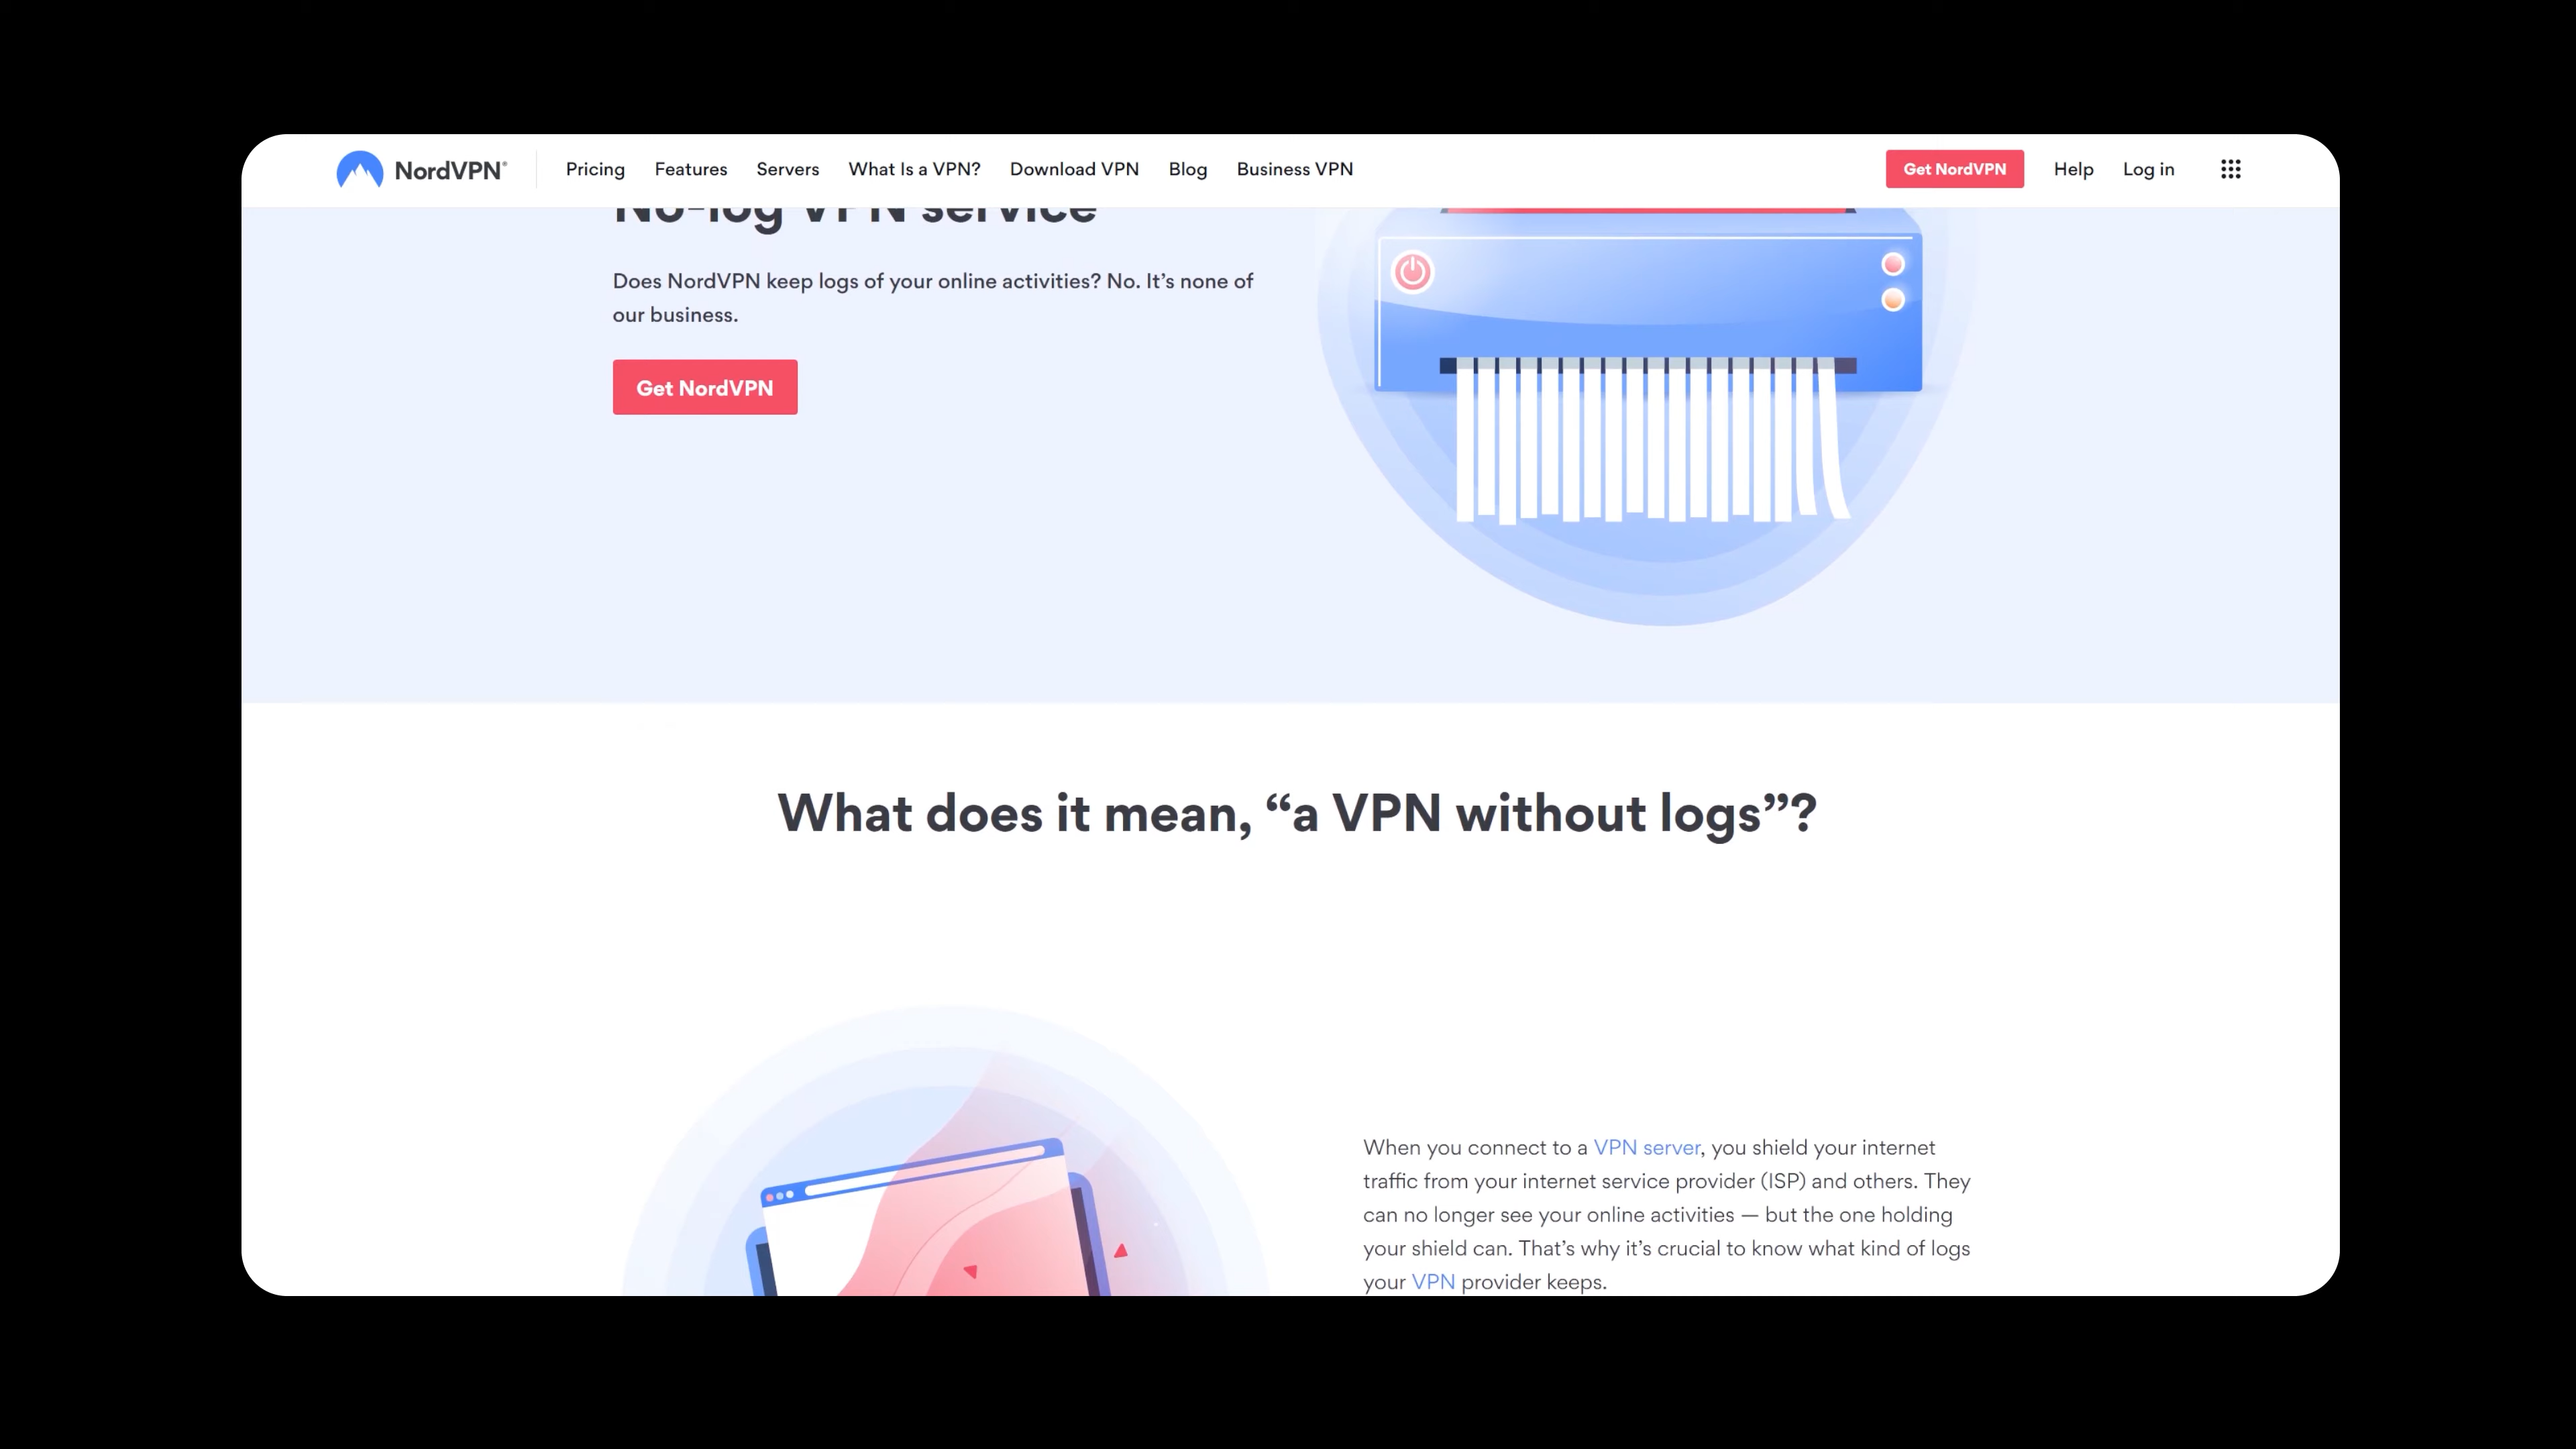 NordVPN®
Pricing
Features
Servers
What Is a VPN?
Download VPN
Blog
Business VPN
Get NordVPN
Help
Log in
No-log VPN service
Does NordVPN keep logs of your online activities? No. It’s none of
our business.
Get NordVPN
What does it mean, “a VPN without logs”?
When you connect to a VPN server, you shield your internet
traffic from your internet service provider (ISP) and others. They
can no longer see your online activities — but the one holding
your shield can. That’s why it’s crucial to know what kind of logs
your VPN provider keeps.